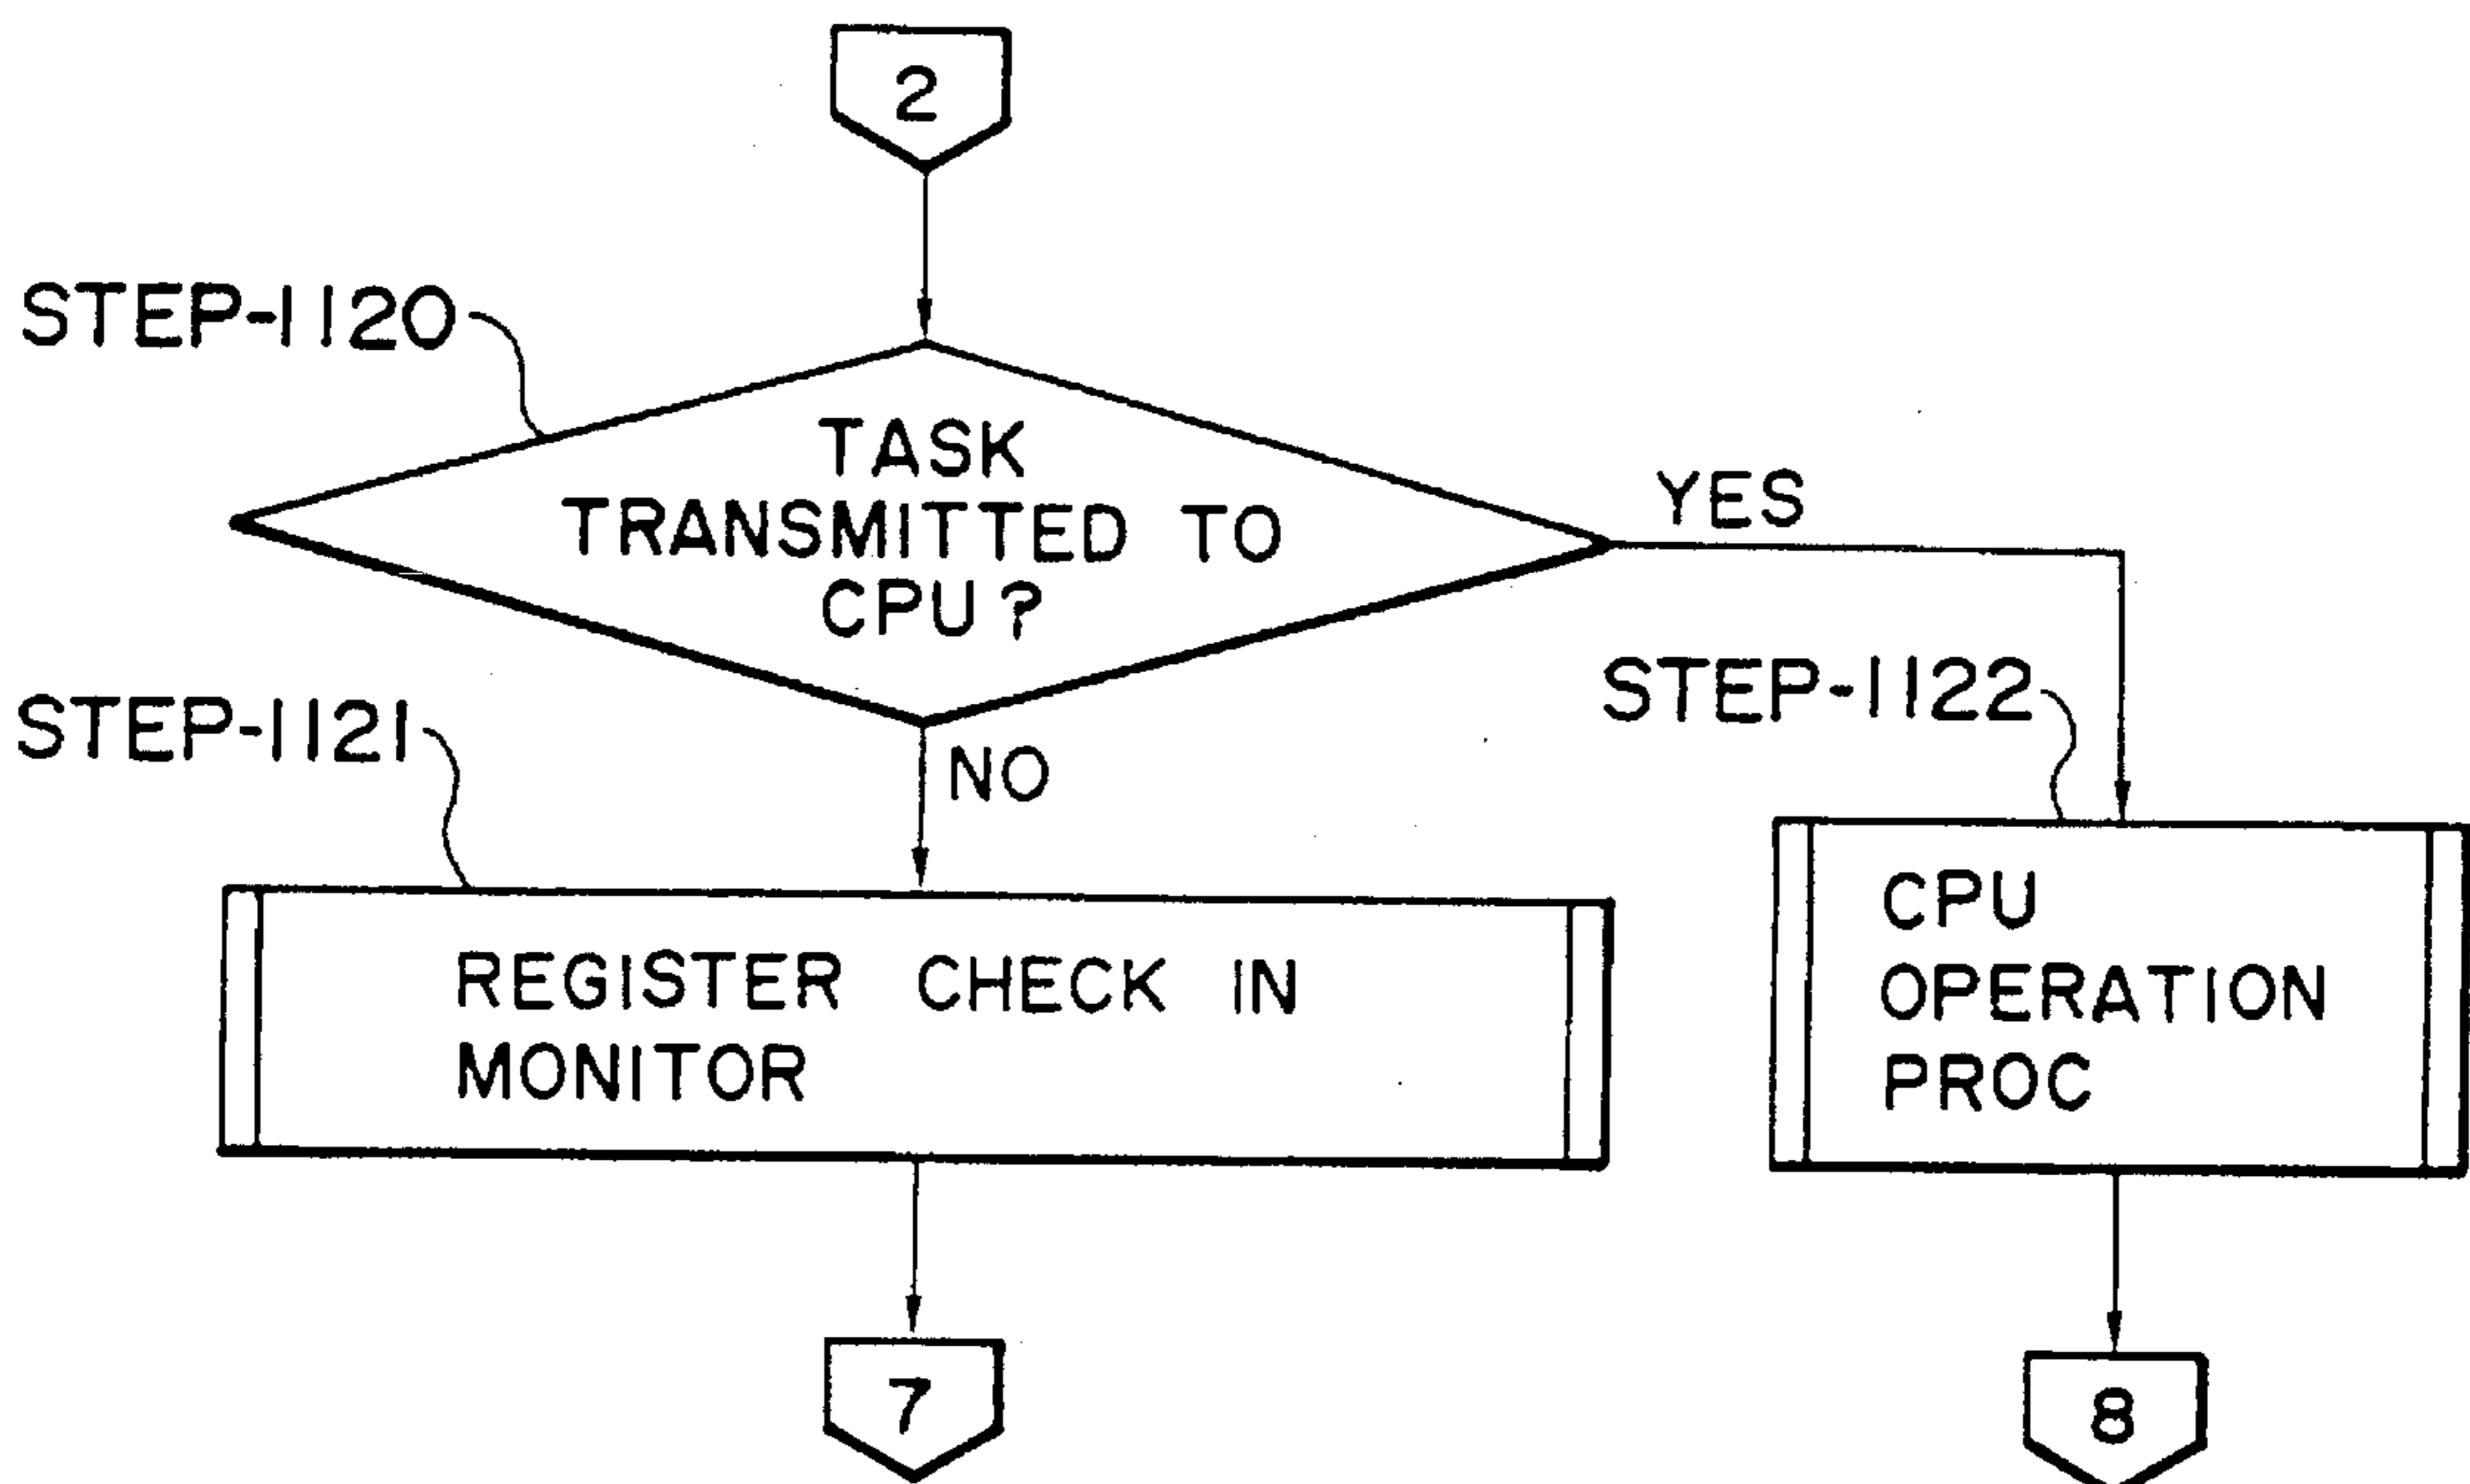 2
STEP-1120
TASK
TRANSMITTED TO
CPU?
YES
STEP-1122
STEP-1121
NO
CPU
OPERATION
PROC
REGISTER CHECK IN
MONITOR
7
8